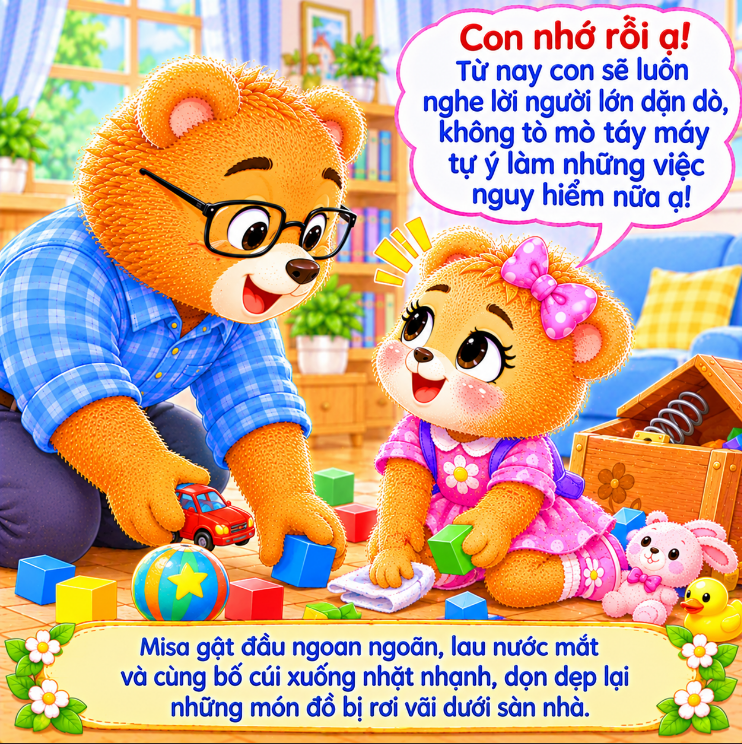 Con nhớ rồi ạ!
Từ nay con sẽ luôn
nghe lời người lớn dặn dò,
không tò mò táy máy
tự ý làm những việc
nguy hiểm nữa ạ!
Misa gật đầu ngoan ngoãn, lau nước mắt
và cùng bố cúi xuống nhặt nhạnh, dọn dẹp lại
những món đồ bị rơi vãi dưới sàn nhà.